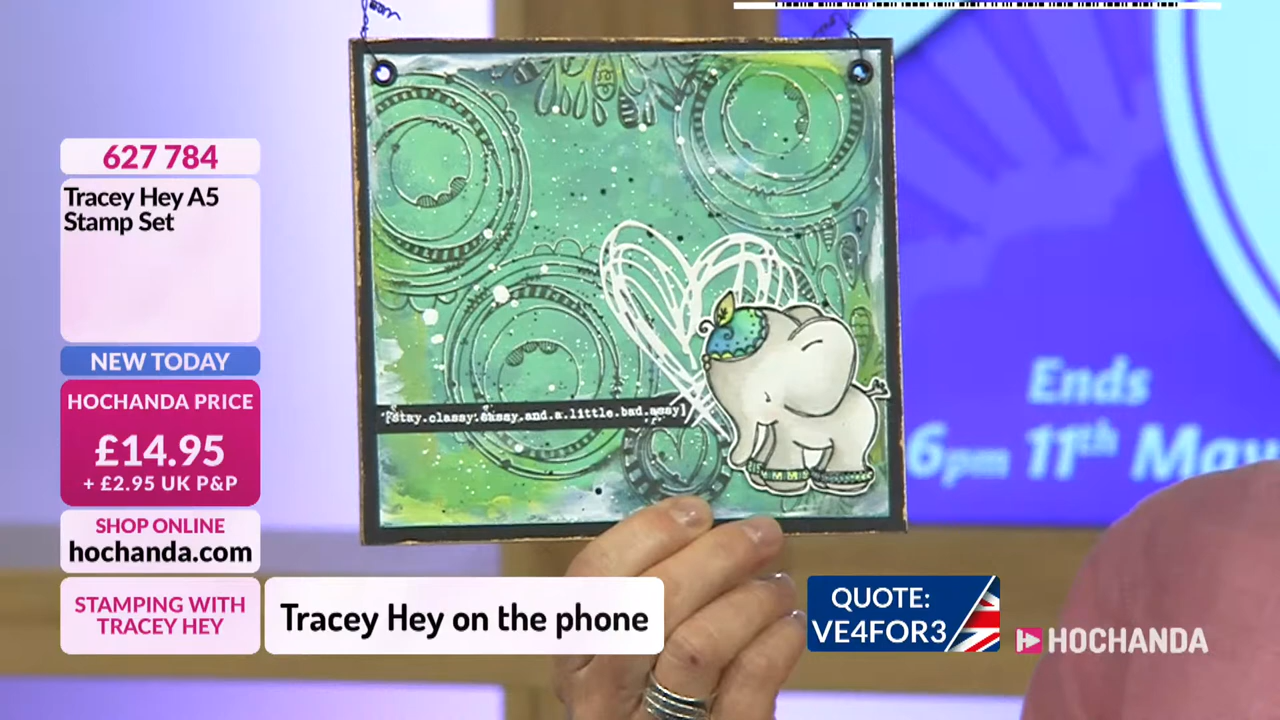 627 784
Tracey Hey A5
Stamp Set
NEW TODAY
HOCHANDA PRICE
£14.95
+ £2.95 UK P&P
SHOP ONLINE
hochanda.com
STAMPING WITH
TRACEY HEY
Tracey Hey on the phone
[stay.classy.sassy.and.a.little.bad.assy]
Ends
6pm 11th May
QUOTE:
VE4FOR3
HOCHANDA